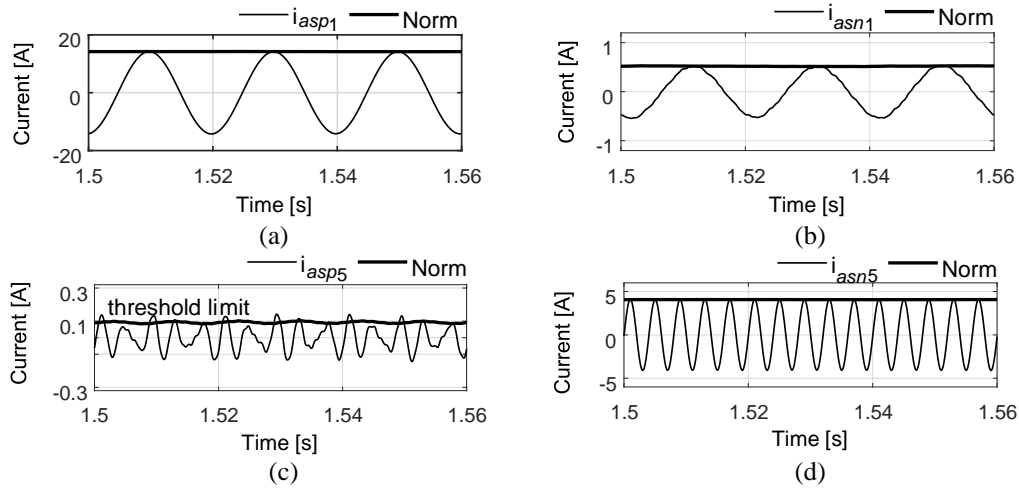 i_asp1 Norm
20
0
-20
Current [A]
1.5 1.52 1.54 1.56
Time [s]
(a)
i_asn1 Norm
1
0
-1
Current [A]
1.5 1.52 1.54 1.56
Time [s]
(b)
i_asp5 Norm
threshold limit
0.3
0.1
-0.3
Current [A]
1.5 1.52 1.54 1.56
Time [s]
(c)
i_asn5 Norm
5
0
-5
Current [A]
1.5 1.52 1.54 1.56
Time [s]
(d)